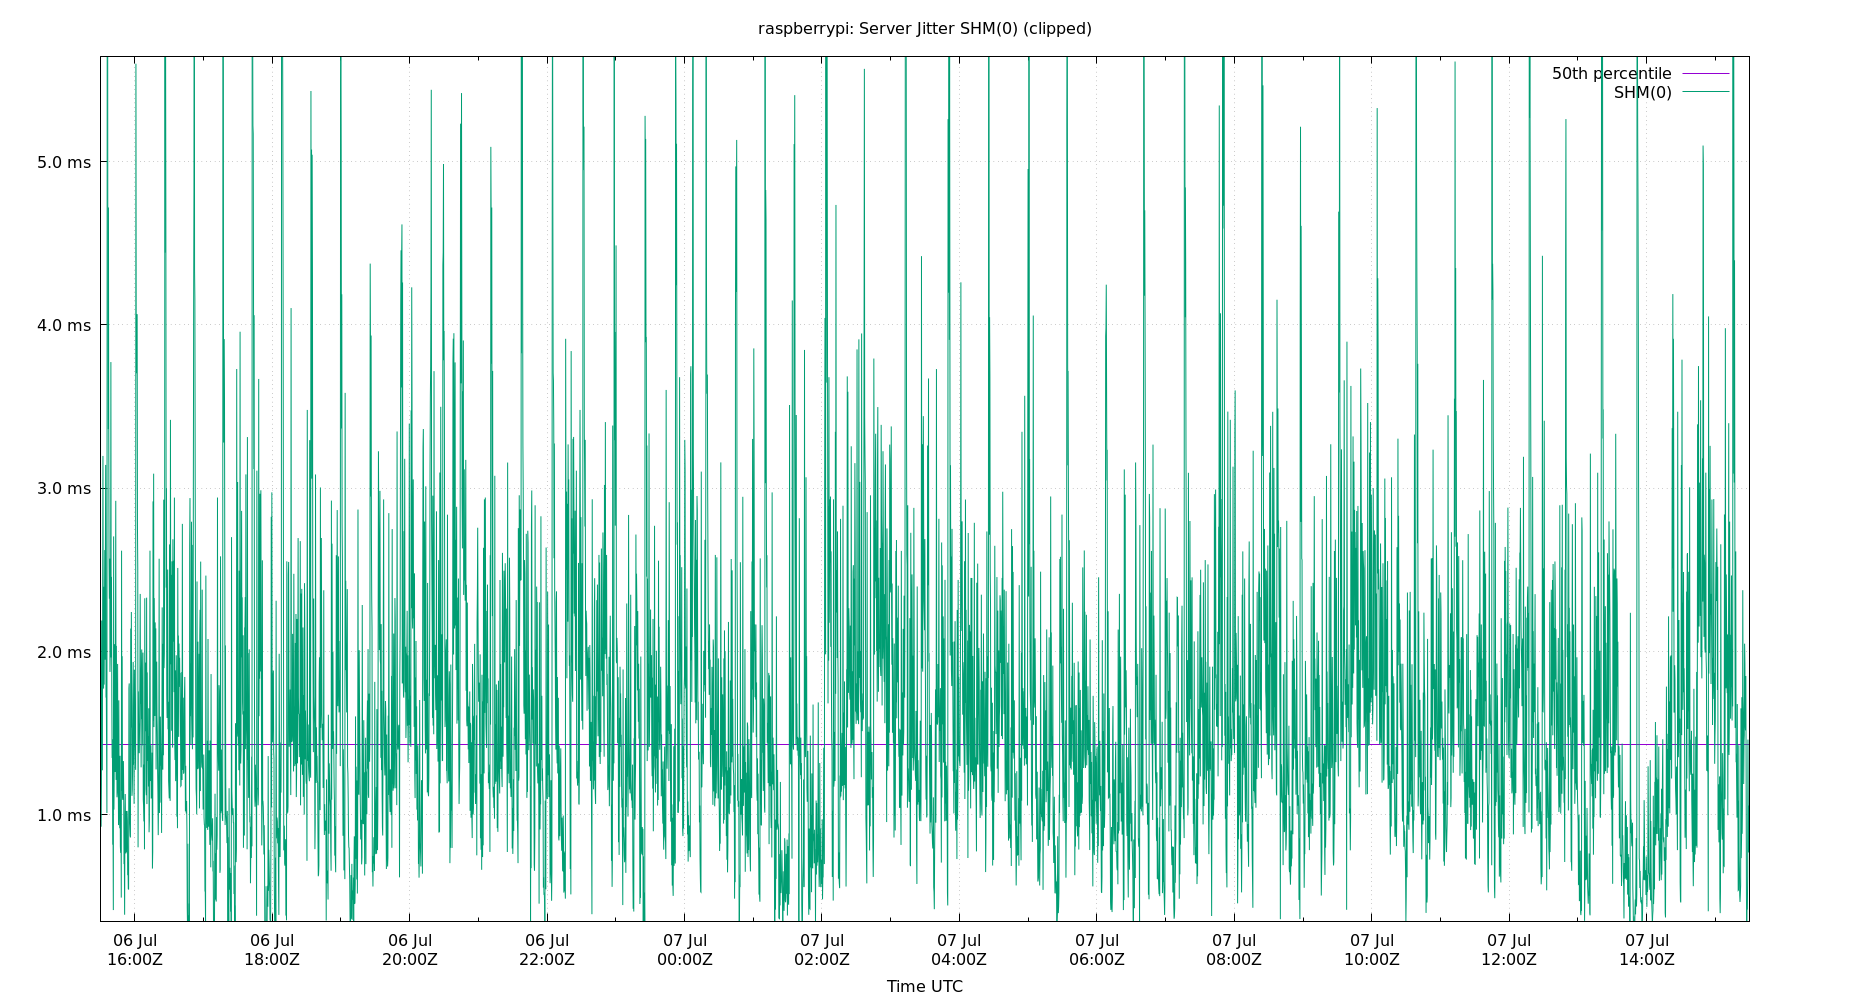 raspberrypi: Server Jitter SHM(0) (clipped)
50th percentile
SHM(0)
5.0 ms
4.0 ms
3.0 ms
2.0 ms
1.0 ms
06 Jul 06 Jul 06 Jul 06 Jul 07 Jul 07 Jul 07 Jul 07 Jul 07 Jul 07 Jul 07 Jul 07 Jul
16:00Z 18:00Z 20:00Z 22:00Z 00:00Z 02:00Z 04:00Z 06:00Z 08:00Z 10:00Z 12:00Z 14:00Z
Time UTC